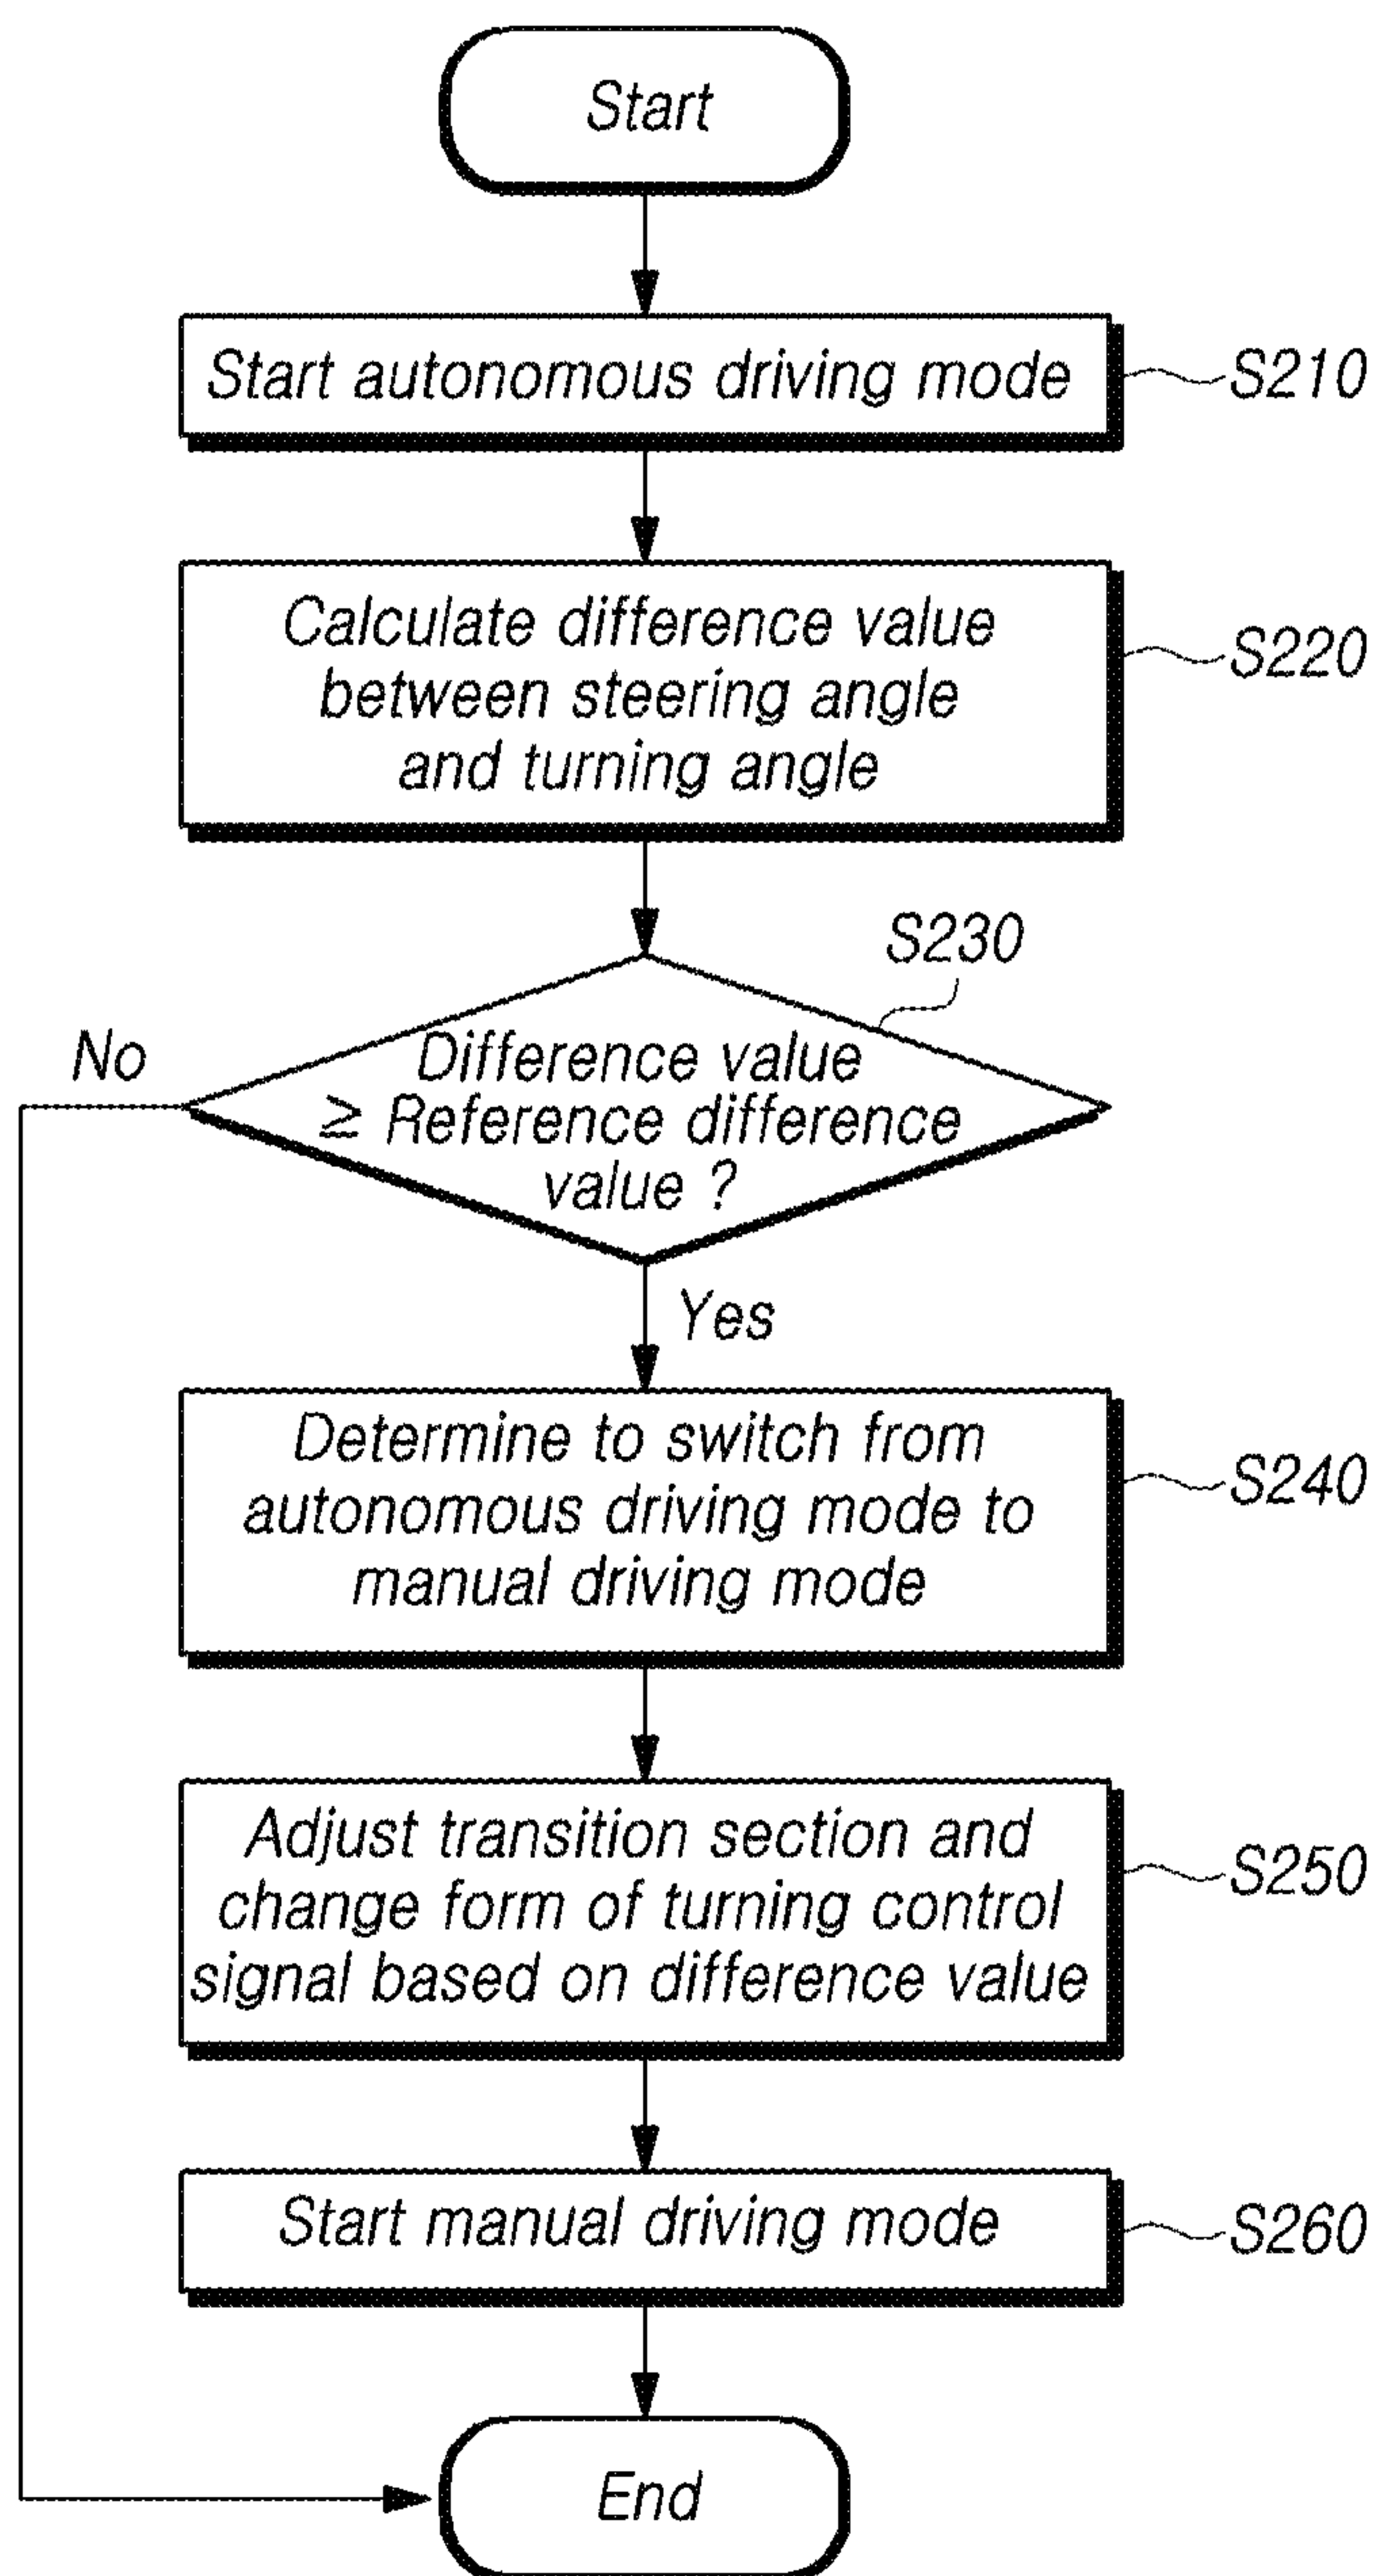 Start
Start autonomous driving mode
S210
Calculate difference value
between steering angle
and turning angle
S220
S230
No
Difference value
≥ Reference difference
value ?
Yes
Determine to switch from
autonomous driving mode to
manual driving mode
S240
Adjust transition section and
change form of turning control
signal based on difference value
S250
Start manual driving mode
S260
End